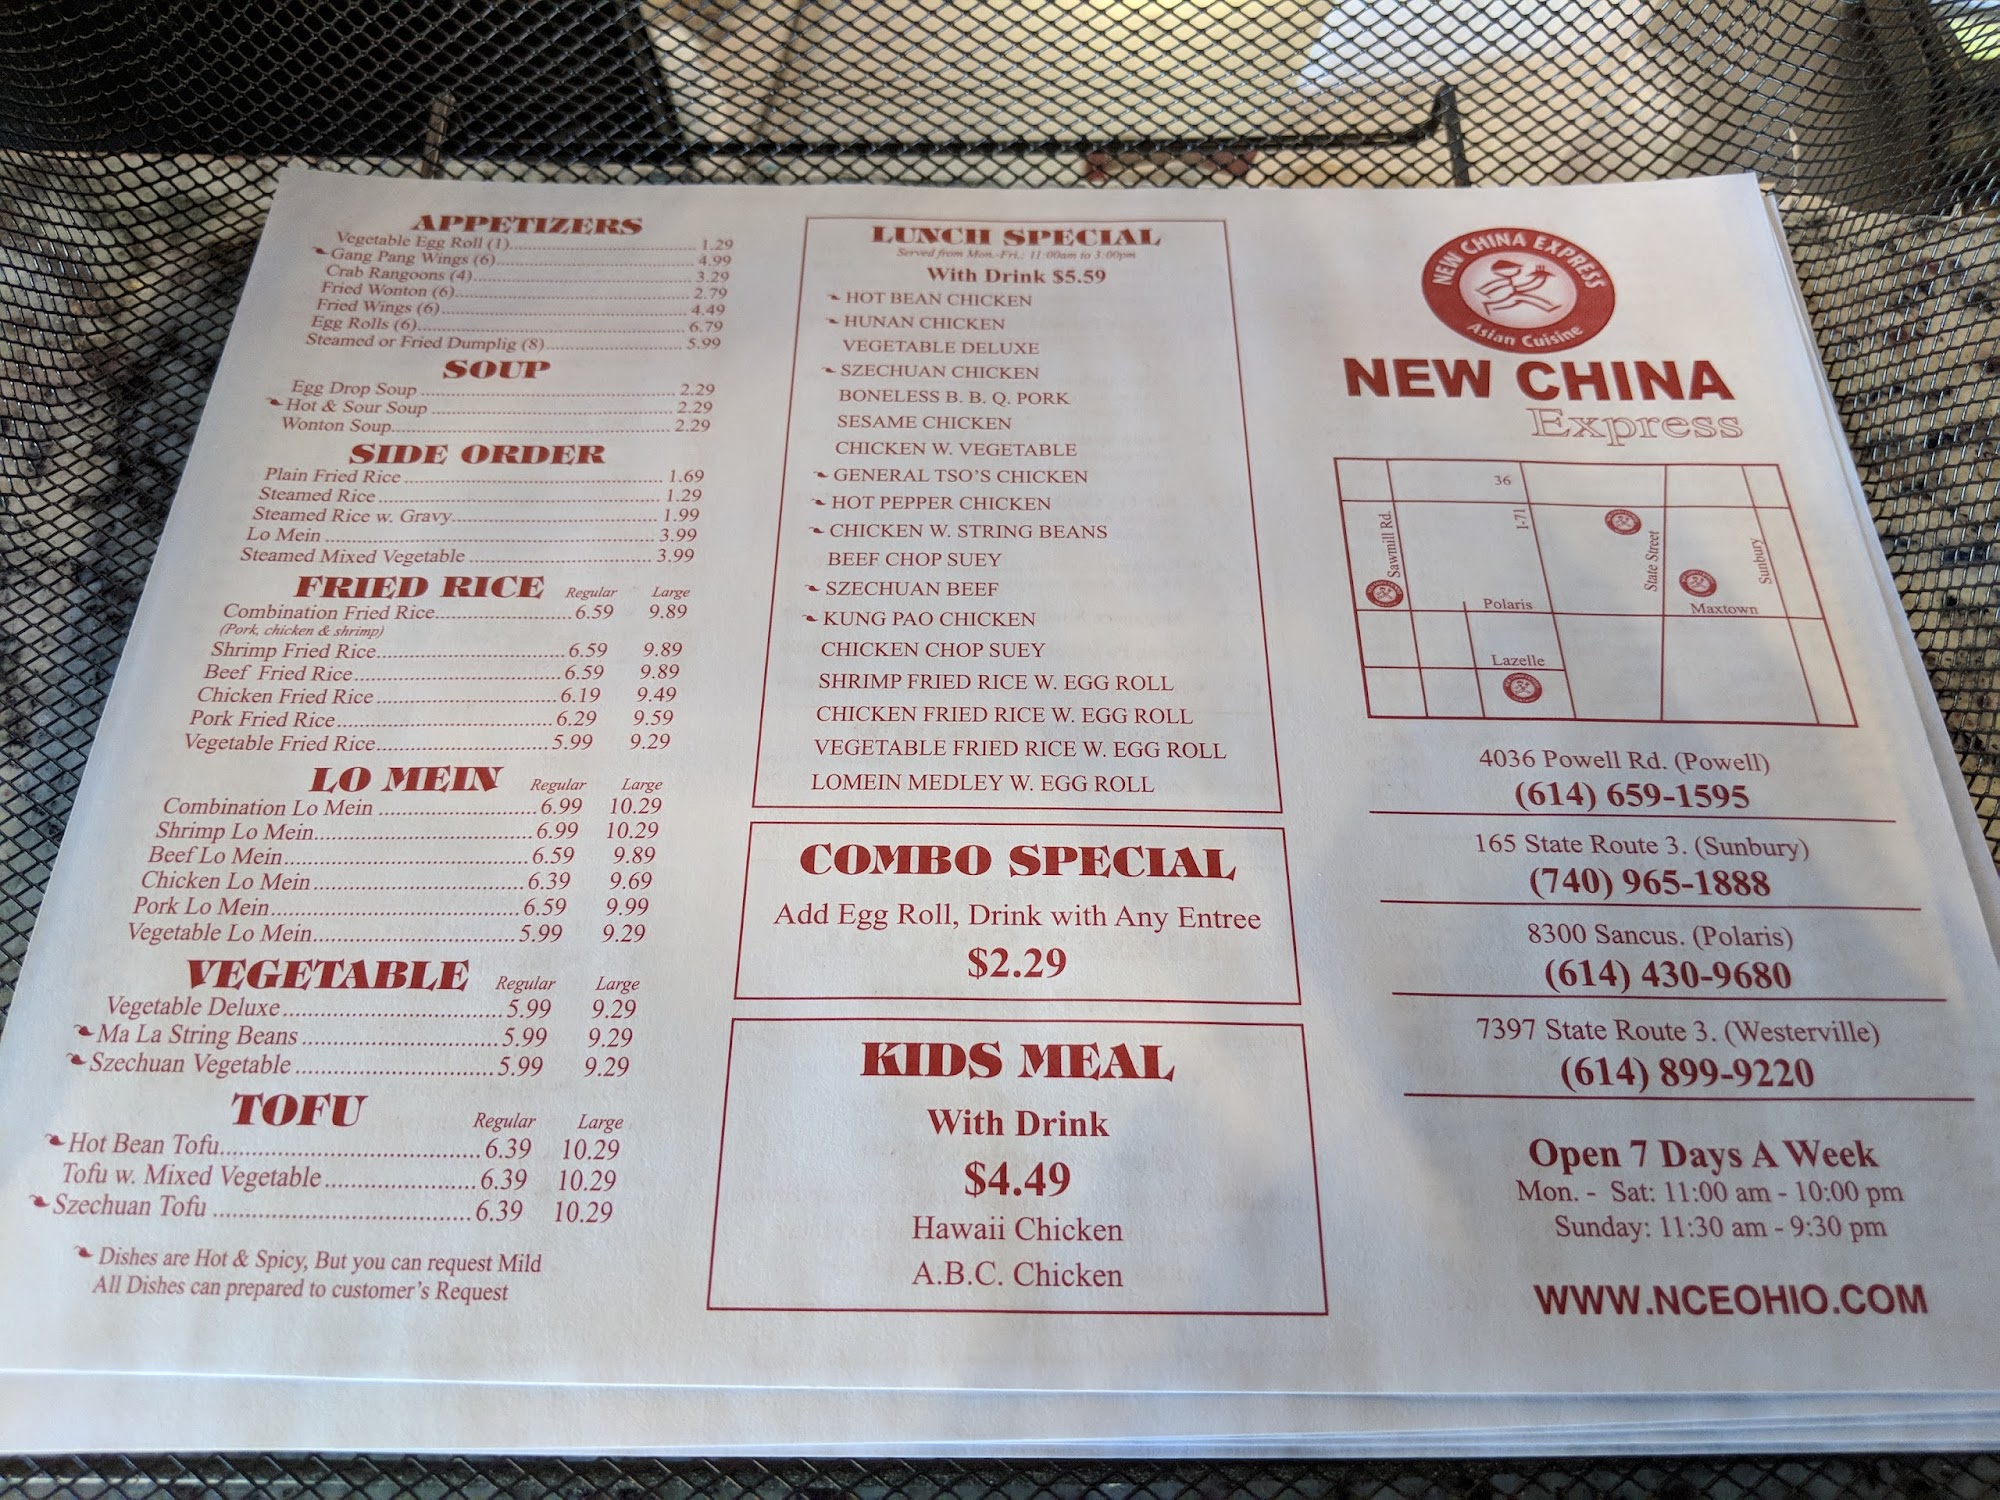 APPETIZERS
Vegetable Egg Roll (1) 1.29
Gang Pang Wings (6) 4.99
Crab Rangoons (4) 3.29
Fried Wonton (6) 2.79
Fried Wings (6) 4.49
Egg Rolls (6) 6.79
Steamed or Fried Dumplig (8) 5.99
SOUP
Egg Drop Soup 2.29
Hot & Sour Soup 2.29
Wonton Soup 2.29
SIDE ORDER
Plain Fried Rice 1.69
Steamed Rice 1.29
Steamed Rice w. Gravy 1.99
Lo Mein 3.99
Steamed Mixed Vegetable 3.99
FRIED RICE Regular Large
Combination Fried Rice 6.59 9.89
(Pork, chicken & shrimp)
Shrimp Fried Rice 6.59 9.89
Beef Fried Rice 6.59 9.89
Chicken Fried Rice 6.19 9.49
Pork Fried Rice 6.29 9.59
Vegetable Fried Rice 5.99 9.29
LO MEIN Regular Large
Combination Lo Mein 6.99 10.29
Shrimp Lo Mein 6.99 10.29
Beef Lo Mein 6.59 9.89
Chicken Lo Mein 6.39 9.69
Pork Lo Mein 6.59 9.99
Vegetable Lo Mein 5.99 9.29
VEGETABLE Regular Large
Vegetable Deluxe 5.99 9.29
Ma La String Beans 5.99 9.29
Szechuan Vegetable 5.99 9.29
TOFU Regular Large
Hot Bean Tofu 6.39 10.29
Tofu w. Mixed Vegetable 6.39 10.29
Szechuan Tofu 6.39 10.29
Dishes are Hot & Spicy, But you can request Mild
All Dishes can prepared to customer's Request
LUNCH SPECIAL
Served from Mon.-Fri.: 11:00am to 3:00pm
With Drink $5.59
HOT BEAN CHICKEN
HUNAN CHICKEN
VEGETABLE DELUXE
SZECHUAN CHICKEN
BONELESS B. B. Q. PORK
SESAME CHICKEN
CHICKEN W. VEGETABLE
GENERAL TSO'S CHICKEN
HOT PEPPER CHICKEN
CHICKEN W. STRING BEANS
BEEF CHOP SUEY
SZECHUAN BEEF
KUNG PAO CHICKEN
CHICKEN CHOP SUEY
SHRIMP FRIED RICE W. EGG ROLL
CHICKEN FRIED RICE W. EGG ROLL
VEGETABLE FRIED RICE W. EGG ROLL
LOMEIN MEDLEY W. EGG ROLL
COMBO SPECIAL
Add Egg Roll, Drink with Any Entree
$2.29
KIDS MEAL
With Drink
$4.49
Hawaii Chicken
A.B.C. Chicken
NEW CHINA EXPRESS
Asian Cuisine
NEW CHINA
Express
36
Sawmill Rd.
I-71
State Street
Sunbury
Polaris
Maxtown
Lazelle
4036 Powell Rd. (Powell)
(614) 659-1595
165 State Route 3. (Sunbury)
(740) 965-1888
8300 Sancus. (Polaris)
(614) 430-9680
7397 State Route 3. (Westerville)
(614) 899-9220
Open 7 Days A Week
Mon. - Sat: 11:00 am - 10:00 pm
Sunday: 11:30 am - 9:30 pm
WWW.NCEOHIO.COM